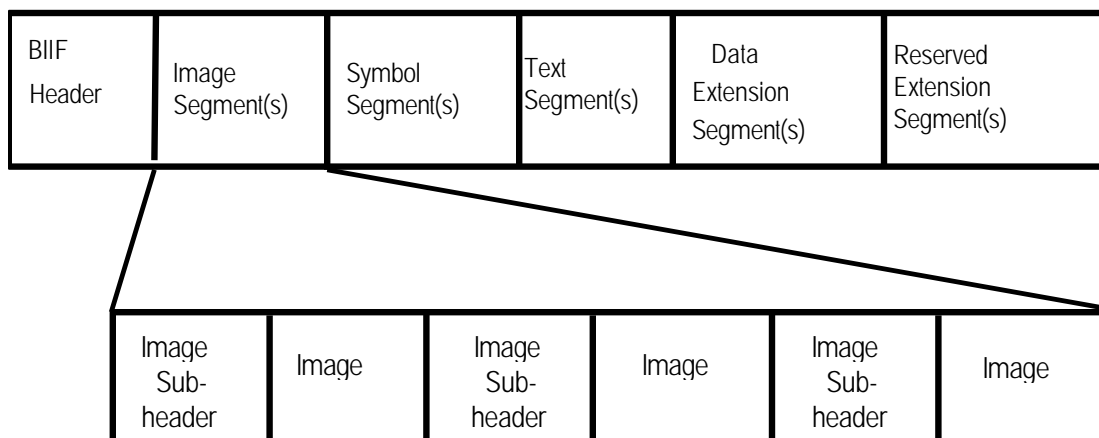 BIIF
Header
Image
Segment(s)
Symbol
Segment(s)
Text
Segment(s)
Data
Extension
Segment(s)
Reserved
Extension
Segment(s)
Image
Sub-
header
Image
Image
Sub-
header
Image
Image
Sub-
header
Image